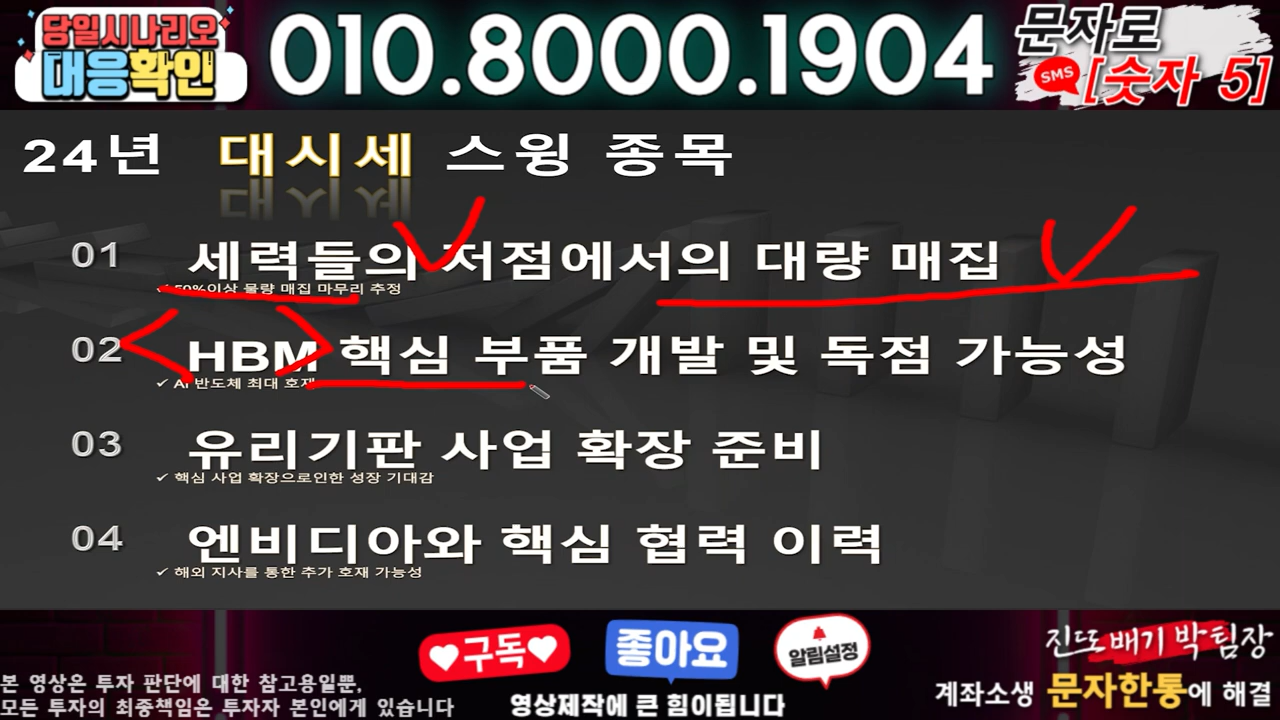 당일시나리오
대응확인
010.8000.1904
문자로
SMS
[숫자 5]
24년 대시세 스윙 종목
01 세력들의 저점에서의 대량 매집
✓ 50%이상 물량 매집 마무리 추정
02 HBM 핵심 부품 개발 및 독점 가능성
✓ AI 반도체 최대 호재
03 유리기판 사업 확장 준비
✓ 핵심 사업 확장으로인한 성장 기대감
04 엔비디아와 핵심 협력 이력
✓ 해외 지사를 통한 추가 호재 가능성
구독
좋아요
알림설정
영상제작에 큰 힘이됩니다
본 영상은 투자 판단에 대한 참고용일뿐,
모든 투자의 최종책임은 투자자 본인에게 있습니다
진또배기 박팀장
계좌소생 문자한통에 해결